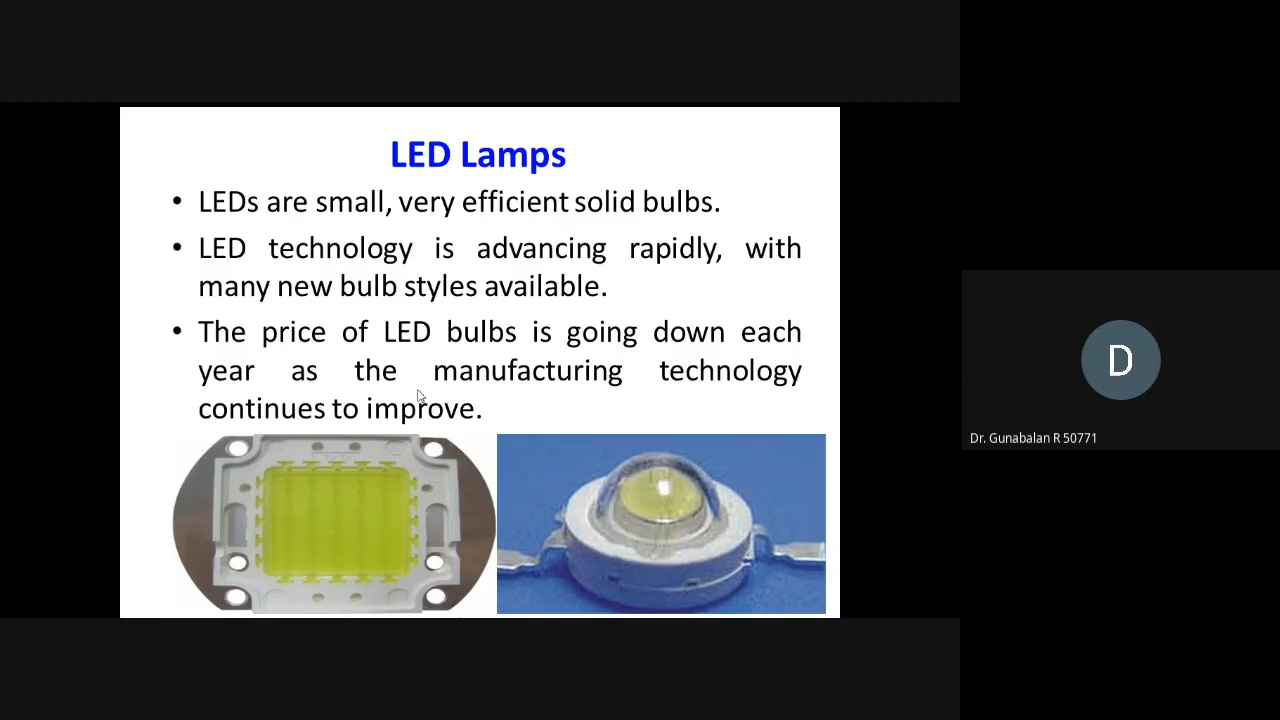 LED Lamps
• LEDs are small, very efficient solid bulbs.
• LED technology is advancing rapidly, with
many new bulb styles available.
• The price of LED bulbs is going down each
year as the manufacturing technology
continues to improve.
D
Dr. Gunabalan R 50771